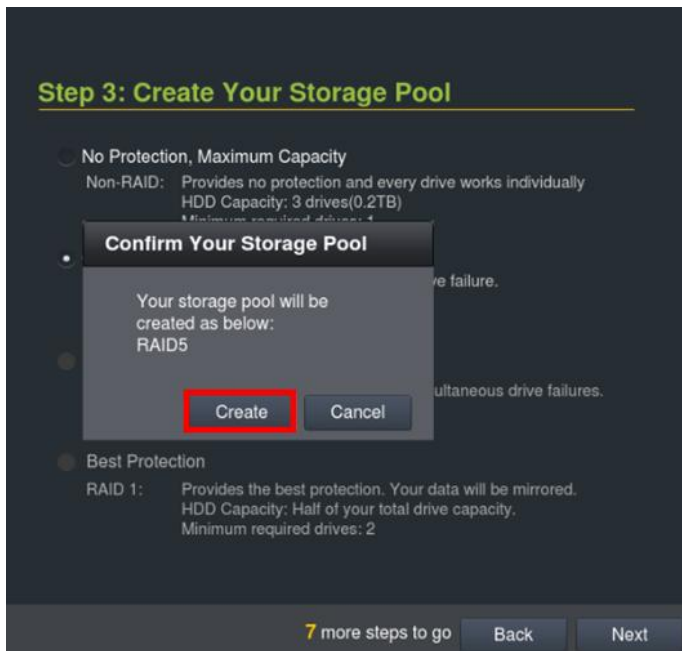 Step 3: Create Your Storage Pool
No Protection, Maximum Capacity
Non-RAID: Provides no protection and every drive works individually
HDD Capacity: 3 drives(0.2TB)
Minimum required drives: 1
Confirm Your Storage Pool
failure.
Your storage pool will be
created as below:
RAID5
drive failures.
Create Cancel
Best Protection
RAID 1: Provides the best protection. Your data will be mirrored.
HDD Capacity: Half of your total drive capacity.
Minimum required drives: 2
7 more steps to go Back Next